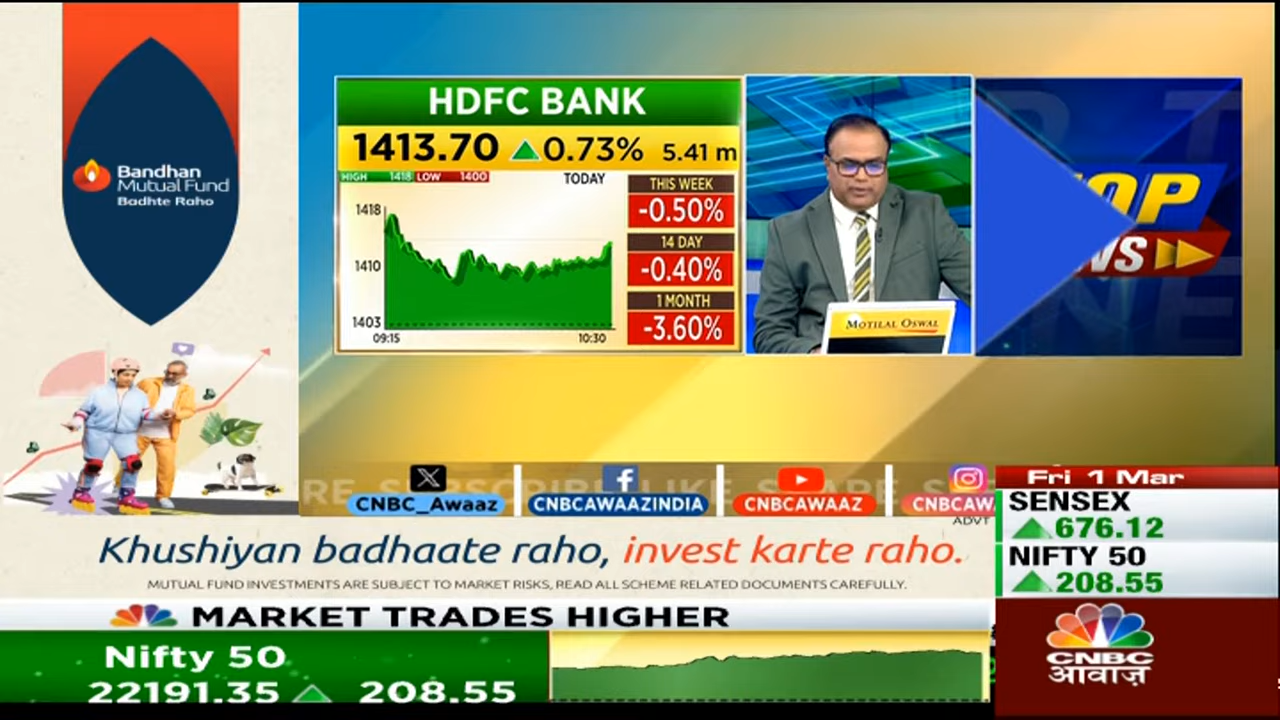 Bandhan
Mutual Fund
Badhte Raho
HDFC BANK
1413.70 0.73% 5.41 m
HIGH 1418 LOW 1400
TODAY
1418
1410
1403
09:15
10:30
THIS WEEK
-0.50%
14 DAY
-0.40%
1 MONTH
-3.60%
MOTILAL OSWAL
CNBC_Awaaz
CNBCAWAAZINDIA
CNBCAWAAZ
CNBCAW
ADVT
Khushiyan badhaate raho, invest karte raho.
MUTUAL FUND INVESTMENTS ARE SUBJECT TO MARKET RISKS, READ ALL SCHEME RELATED DOCUMENTS CAREFULLY.
Fri 1 Mar
SENSEX
676.12
NIFTY 50
208.55
MARKET TRADES HIGHER
Nifty 50
22191.35 208.55
CNBC
आवाज़